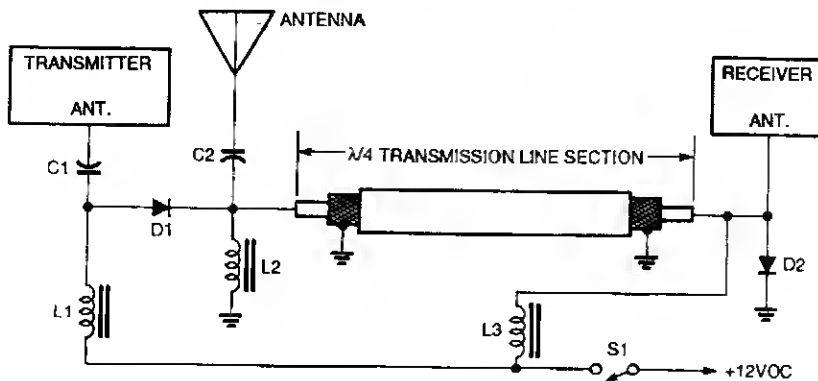 ANTENNA
TRANSMITTER
ANT.
RECEIVER
ANT.
C1
C2
λ/4 TRANSMISSION LINE SECTION
D1
L2
D2
L1
L3
S1
+12VOC